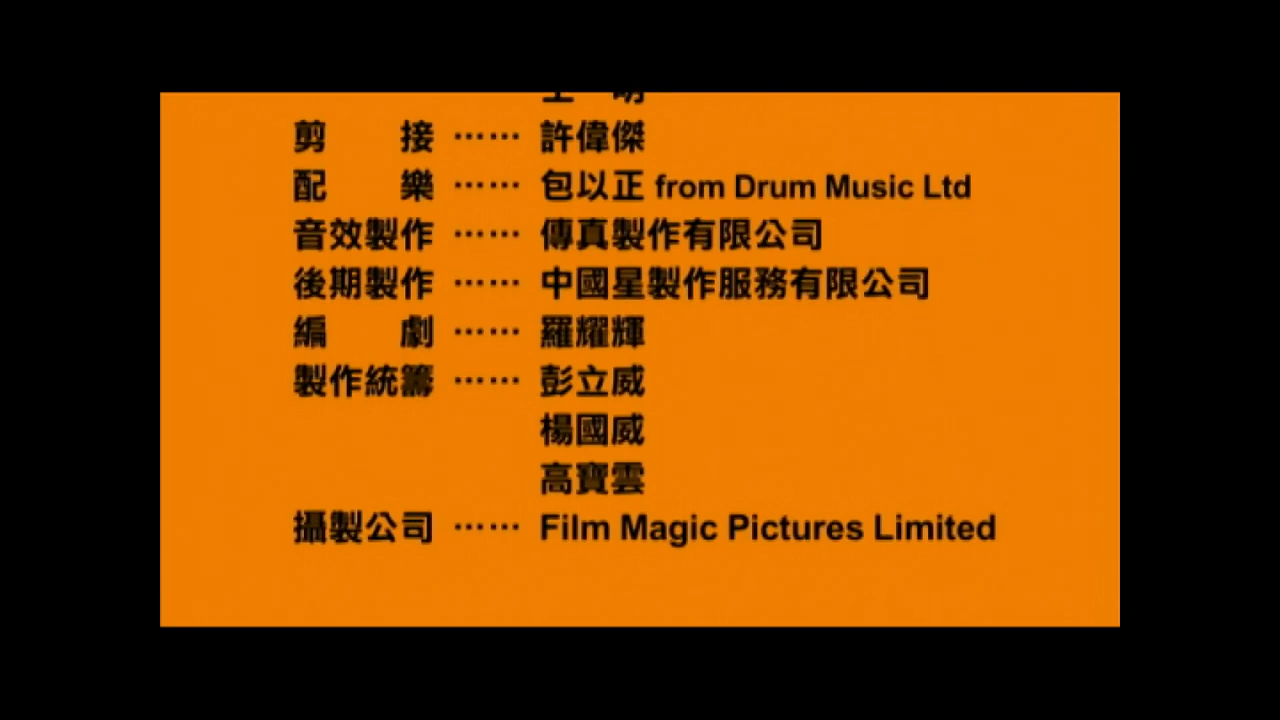 剪接 …… 許偉傑
配樂 …… 包以正 from Drum Music Ltd
音效製作 …… 傳真製作有限公司
後期製作 …… 中國星製作服務有限公司
編劇 …… 羅耀輝
製作統籌 …… 彭立威
楊國威
高寶雲
攝製公司 …… Film Magic Pictures Limited